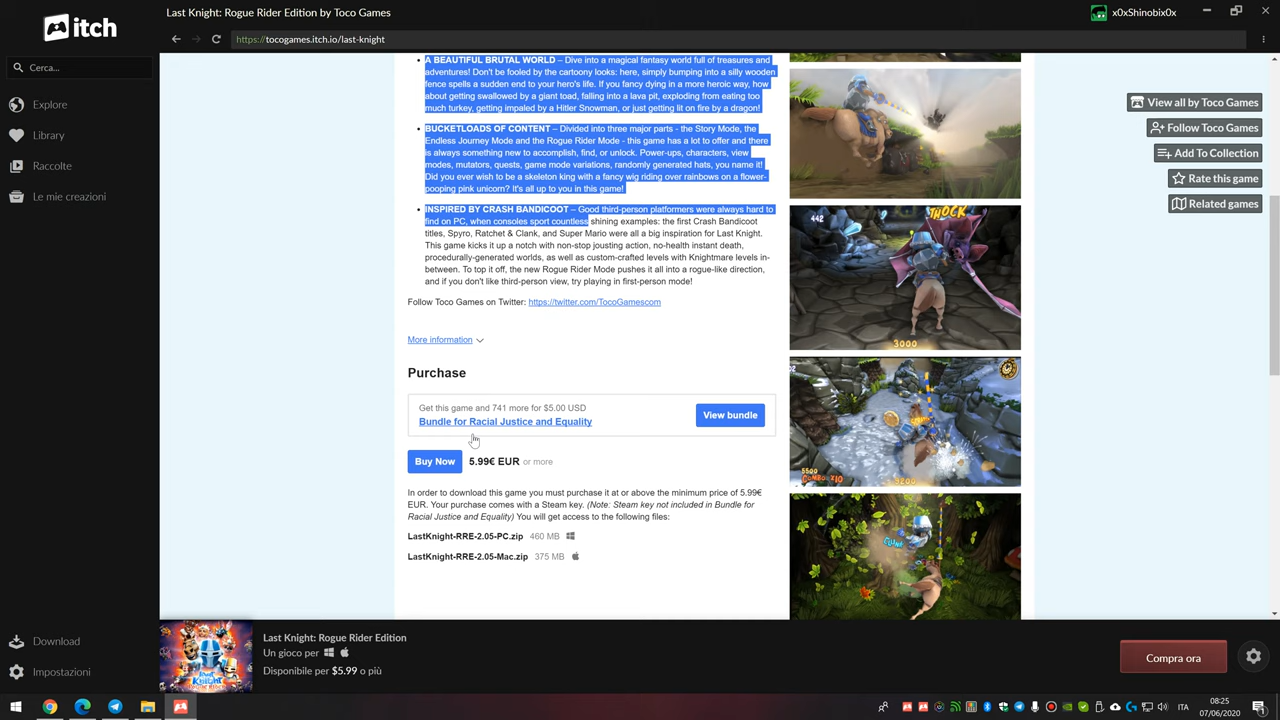 Last Knight: Rogue Rider Edition by Toco Games
x0xShinobix0x
itch
https://tocogames.itch.io/last-knight
Cerca...
Explore
Library
Raccolte
Le mie creazioni
Download
Impostazioni
• A BEAUTIFUL BRUTAL WORLD – Dive into a magical fantasy world full of treasures and
adventures! Don't be fooled by the cartoony looks: here, simply bumping into a silly wooden
fence spells a sudden end to your hero's life. If you fancy dying in a more heroic way, how
about getting swallowed by a giant toad, falling into a lava pit, exploding from eating too
much turkey, getting impaled by a Hitler Snowman, or just getting lit on fire by a dragon!
• BUCKETLOADS OF CONTENT – Divided into three major parts - the Story Mode, the
Endless Journey Mode and the Rogue Rider Mode - this game has a lot to offer and there
is always something new to accomplish, find, or unlock. Power-ups, characters, view
modes, mutators, quests, game mode variations, randomly generated hats, you name it!
Did you ever wish to be a skeleton king with a fancy wig riding over rainbows on a flower-
pooping pink unicorn? It's all up to you in this game!
• INSPIRED BY CRASH BANDICOOT – Good third-person platformers were always hard to
find on PC, when consoles sport countless shining examples: the first Crash Bandicoot
titles, Spyro, Ratchet & Clank, and Super Mario were all a big inspiration for Last Knight.
This game kicks it up a notch with non-stop jousting action, no-health instant death,
procedurally-generated worlds, as well as custom-crafted levels with Knightmare levels in-
between. To top it off, the new Rogue Rider Mode pushes it all into a rogue-like direction,
and if you don't like third-person view, try playing in first-person mode!
Follow Toco Games on Twitter: https://twitter.com/TocoGamescom
More information
Purchase
Get this game and 741 more for $5.00 USD
Bundle for Racial Justice and Equality
View bundle
Buy Now 5.99€ EUR or more
In order to download this game you must purchase it at or above the minimum price of 5.99€
EUR. Your purchase comes with a Steam key. (Note: Steam key not included in Bundle for
Racial Justice and Equality) You will get access to the following files:
LastKnight-RRE-2.05-PC.zip 460 MB
LastKnight-RRE-2.05-Mac.zip 375 MB
442
THOCK
3000
5500
COMBO x10
3200
CLUNK
View all by Toco Games
Follow Toco Games
Add To Collection
Rate this game
Related games
Last Knight
ROGUE RIDER
Last Knight: Rogue Rider Edition
Un gioco per
Disponibile per $5.99 o più
Compra ora
ITA
08:25
07/06/2020